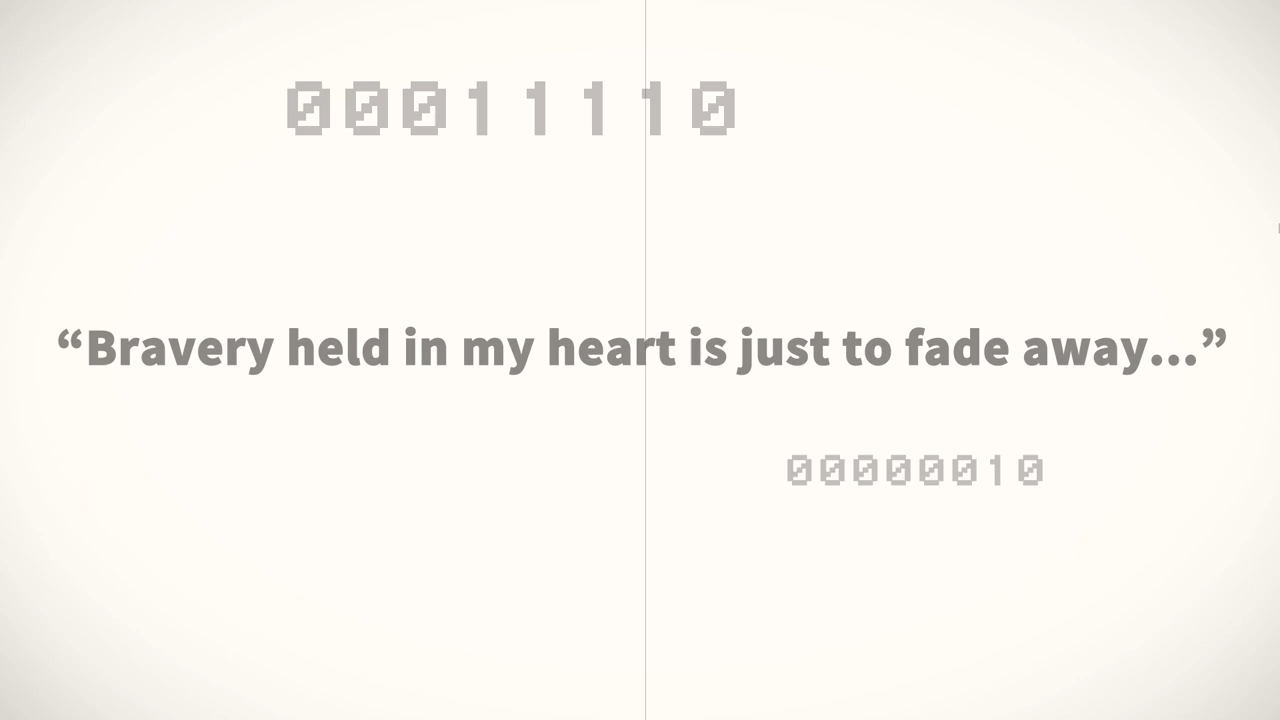 00011110
“Bravery held in my heart is just to fade away...”
00000010